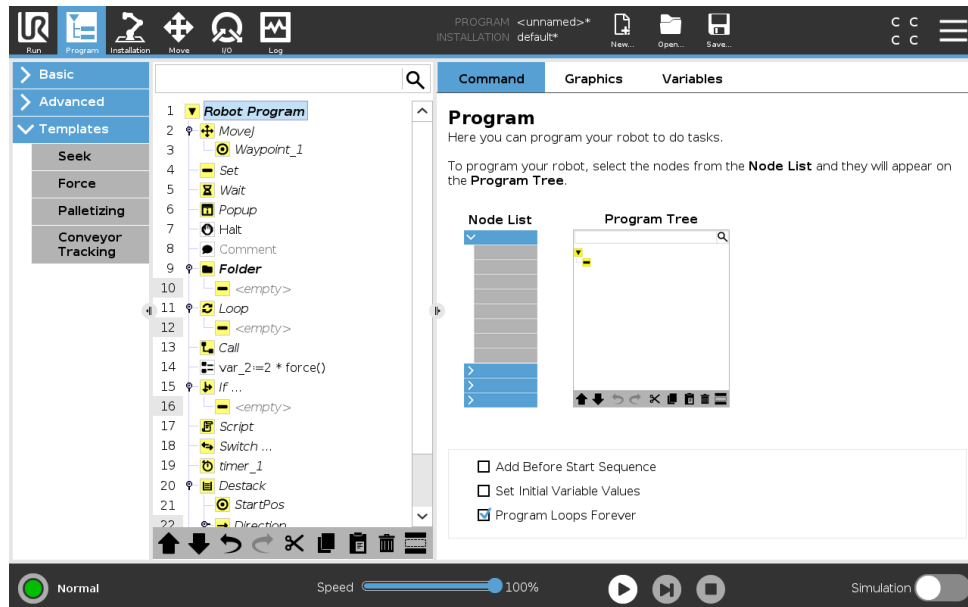 PROGRAM <unnamed>*
INSTALLATION default*
Run Program Installation Move I/O Log
New... Open... Save...
C C
C C
Basic
Advanced
Templates
Seek
Force
Palletizing
Conveyor
Tracking
1 Robot Program
2 MoveJ
3 Waypoint_1
4 Set
5 Wait
6 Popup
7 Halt
8 Comment
9 Folder
10 <empty>
11 Loop
12 <empty>
13 Call
14 var_2:=2 * force()
15 If ...
16 <empty>
17 Script
18 Switch ...
19 timer_1
20 Destack
21 StartPos
22 Direction
Command Graphics Variables
Program
Here you can program your robot to do tasks.
To program your robot, select the nodes from the Node List and they will appear on
the Program Tree.
Node List Program Tree
Add Before Start Sequence
Set Initial Variable Values
Program Loops Forever
Normal
Speed 100%
Simulation